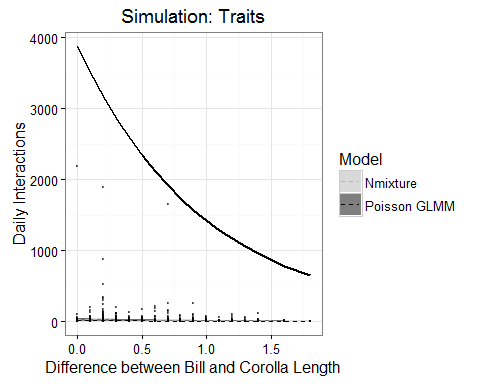 Simulation: Traits
4000
3000
2000
1000
0
Daily Interactions
0.0 0.5 1.0 1.5
Difference between Bill and Corolla Length
Model
Nmixture
Poisson GLMM